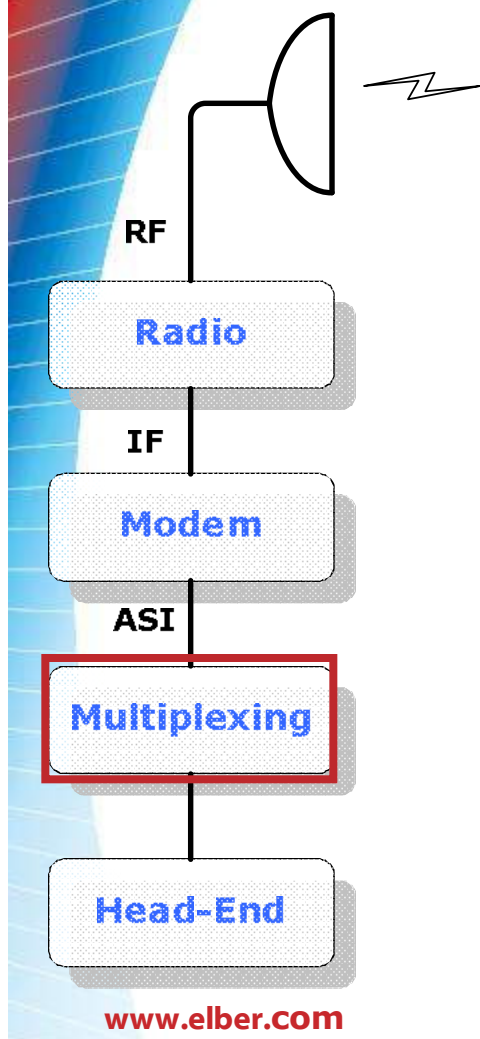 RF
Radio
IF
Modem
ASI
Multiplexing
Head-End
www.elber.com